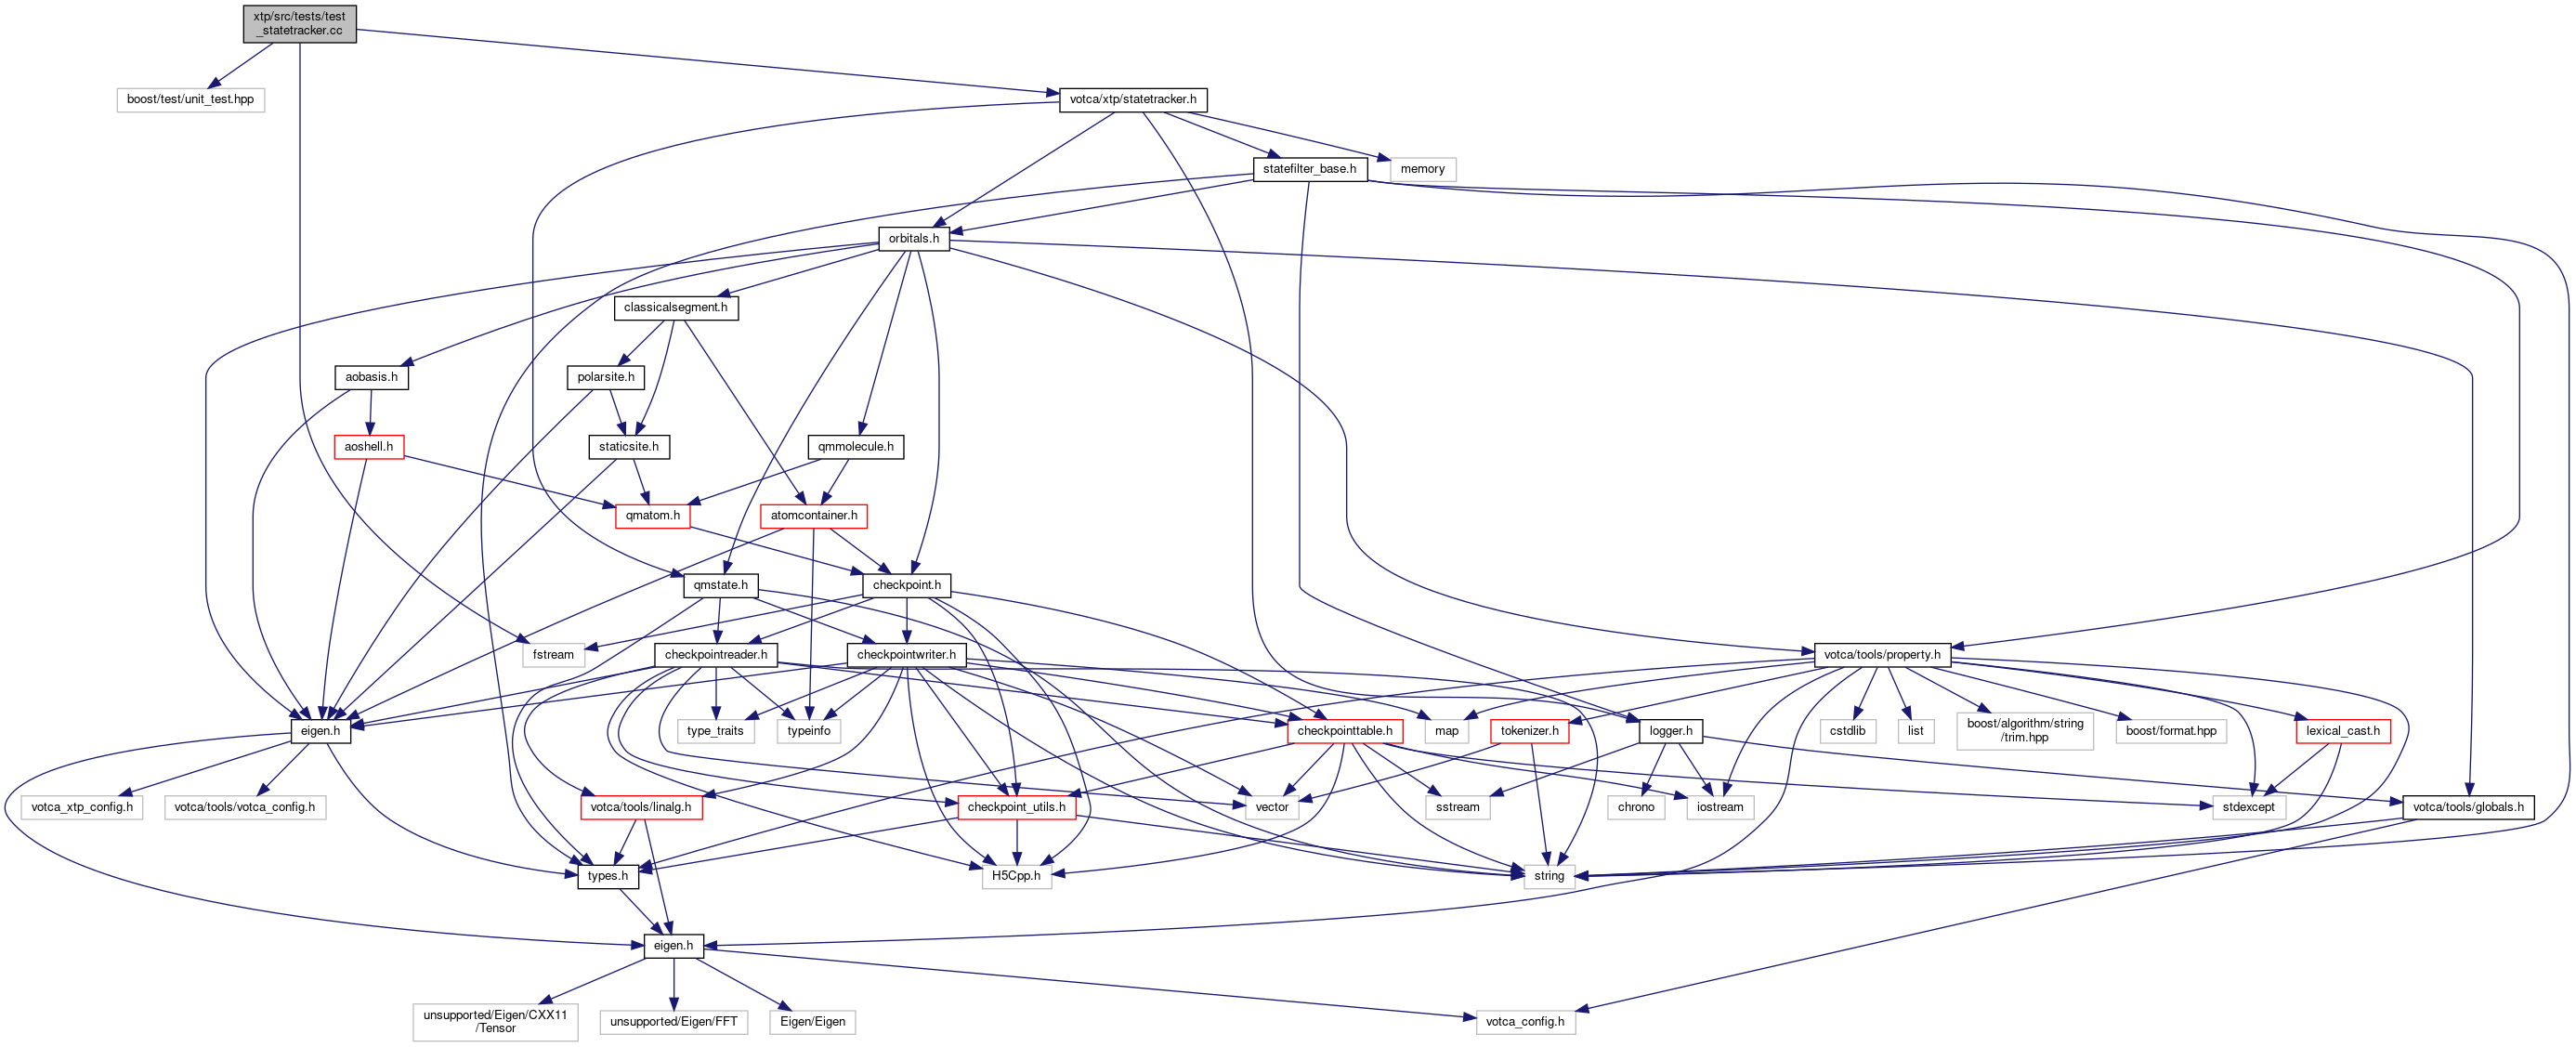 xtp/src/tests/test
_statetracker.cc
boost/test/unit_test.hpp
votca/xtp/statetracker.h
statefilter_base.h
memory
orbitals.h
classicalsegment.h
aobasis.h
polarsite.h
aoshell.h
staticsite.h
qmmolecule.h
qmatom.h
atomcontainer.h
qmstate.h
checkpoint.h
fstream
checkpointreader.h
checkpointwriter.h
votca/tools/property.h
eigen.h
type_traits
typeinfo
checkpointtable.h
map
tokenizer.h
logger.h
cstdlib
list
boost/algorithm/string
/trim.hpp
boost/format.hpp
lexical_cast.h
votca_xtp_config.h
votca/tools/votca_config.h
votca/tools/linalg.h
checkpoint_utils.h
vector
sstream
chrono
iostream
stdexcept
votca/tools/globals.h
types.h
H5Cpp.h
string
eigen.h
unsupported/Eigen/CXX11
/Tensor
unsupported/Eigen/FFT
Eigen/Eigen
votca_config.h